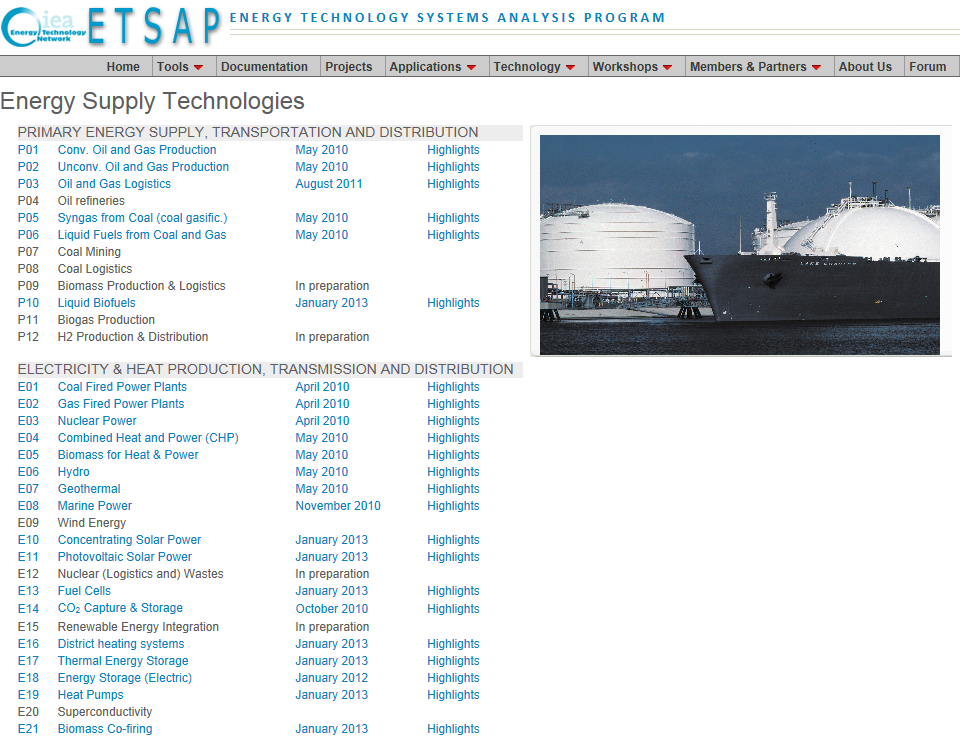 iea
Energy Technology
Network
ETSAP
ENERGY TECHNOLOGY SYSTEMS ANALYSIS PROGRAM
Home Tools Documentation Projects Applications Technology Workshops Members & Partners About Us Forum
Energy Supply Technologies
PRIMARY ENERGY SUPPLY, TRANSPORTATION AND DISTRIBUTION
P01 Conv. Oil and Gas Production May 2010 Highlights
P02 Unconv. Oil and Gas Production May 2010 Highlights
P03 Oil and Gas Logistics August 2011 Highlights
P04 Oil refineries
P05 Syngas from Coal (coal gasific.) May 2010 Highlights
P06 Liquid Fuels from Coal and Gas May 2010 Highlights
P07 Coal Mining
P08 Coal Logistics
P09 Biomass Production & Logistics In preparation
P10 Liquid Biofuels January 2013 Highlights
P11 Biogas Production
P12 H2 Production & Distribution In preparation
ELECTRICITY & HEAT PRODUCTION, TRANSMISSION AND DISTRIBUTION
E01 Coal Fired Power Plants April 2010 Highlights
E02 Gas Fired Power Plants April 2010 Highlights
E03 Nuclear Power April 2010 Highlights
E04 Combined Heat and Power (CHP) May 2010 Highlights
E05 Biomass for Heat & Power May 2010 Highlights
E06 Hydro May 2010 Highlights
E07 Geothermal May 2010 Highlights
E08 Marine Power November 2010 Highlights
E09 Wind Energy
E10 Concentrating Solar Power January 2013 Highlights
E11 Photovoltaic Solar Power January 2013 Highlights
E12 Nuclear (Logistics and) Wastes In preparation
E13 Fuel Cells January 2013 Highlights
E14 CO₂ Capture & Storage October 2010 Highlights
E15 Renewable Energy Integration In preparation
E16 District heating systems January 2013 Highlights
E17 Thermal Energy Storage January 2013 Highlights
E18 Energy Storage (Electric) January 2012 Highlights
E19 Heat Pumps January 2013 Highlights
E20 Superconductivity
E21 Biomass Co-firing January 2013 Highlights